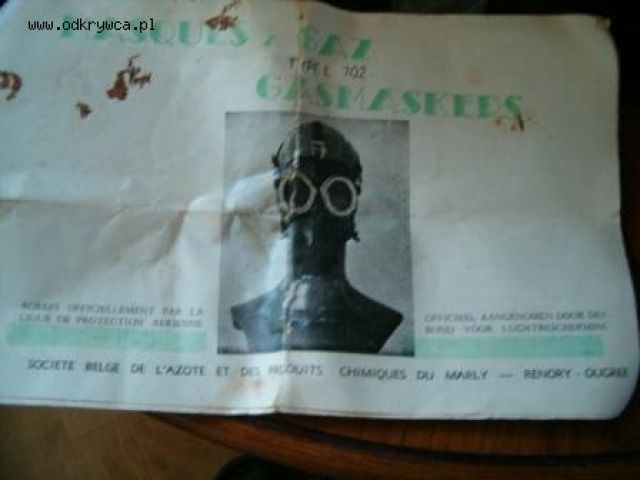 www.odkrywca.pl
MASQUES A GAZ
TYPE L 702
GASMASKERS
AGREES OFFICIELLEMENT PAR LA
LIGUE DE PROTECTION AERIENNE
OFFICIEEL AANGENOMEN DOOR DEN
BOND VOOR LUCHTBESCHERMING
SOCIETE BELGE DE L'AZOTE ET DES PRODUITS CHIMIQUES DU MARLY — RENORY - OUGREE